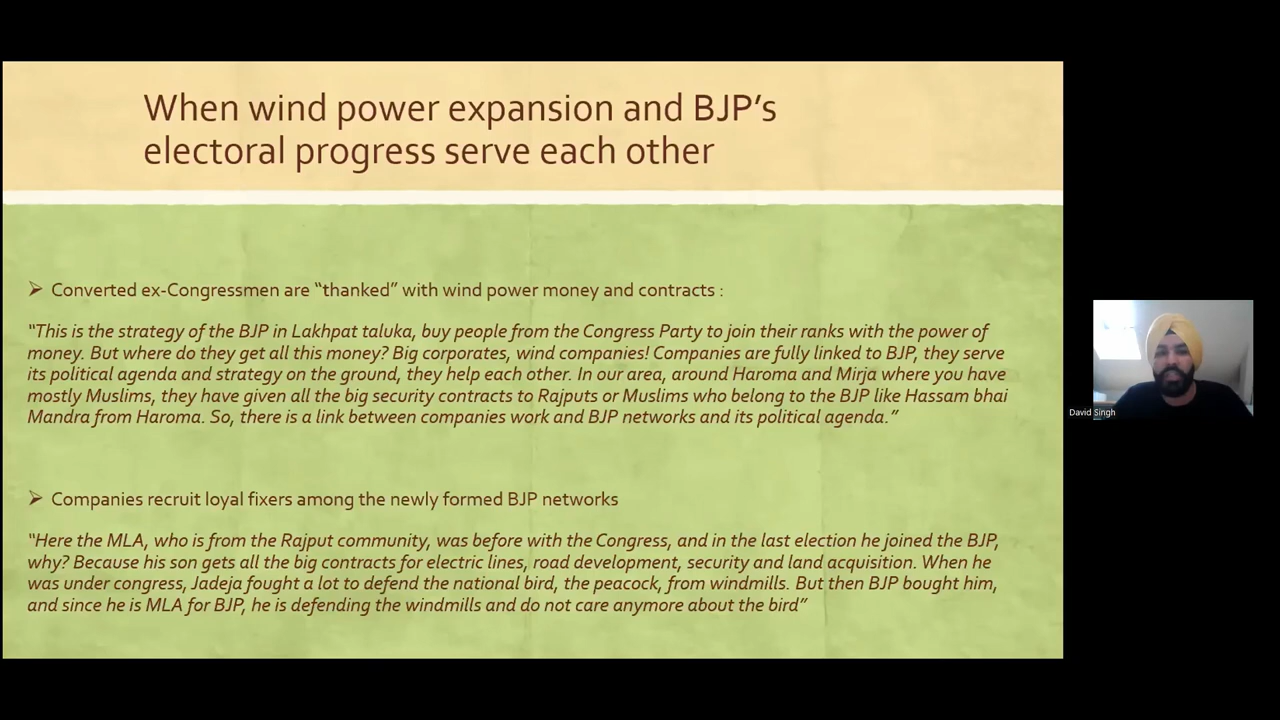 When wind power expansion and BJP's
electoral progress serve each other
➢ Converted ex-Congressmen are “thanked” with wind power money and contracts :
“This is the strategy of the BJP in Lakhpat taluka, buy people from the Congress Party to join their ranks with the power of
money. But where do they get all this money? Big corporates, wind companies! Companies are fully linked to BJP, they serve
its political agenda and strategy on the ground, they help each other. In our area, around Haroma and Mirja where you have
mostly Muslims, they have given all the big security contracts to Rajputs or Muslims who belong to the BJP like Hassam bhai
Mandra from Haroma. So, there is a link between companies work and BJP networks and its political agenda.”
➢ Companies recruit loyal fixers among the newly formed BJP networks
“Here the MLA, who is from the Rajput community, was before with the Congress, and in the last election he joined the BJP,
why? Because his son gets all the big contracts for electric lines, road development, security and land acquisition. When he
was under congress, Jadeja fought a lot to defend the national bird, the peacock, from windmills. But then BJP bought him,
and since he is MLA for BJP, he is defending the windmills and do not care anymore about the bird”
David Singh